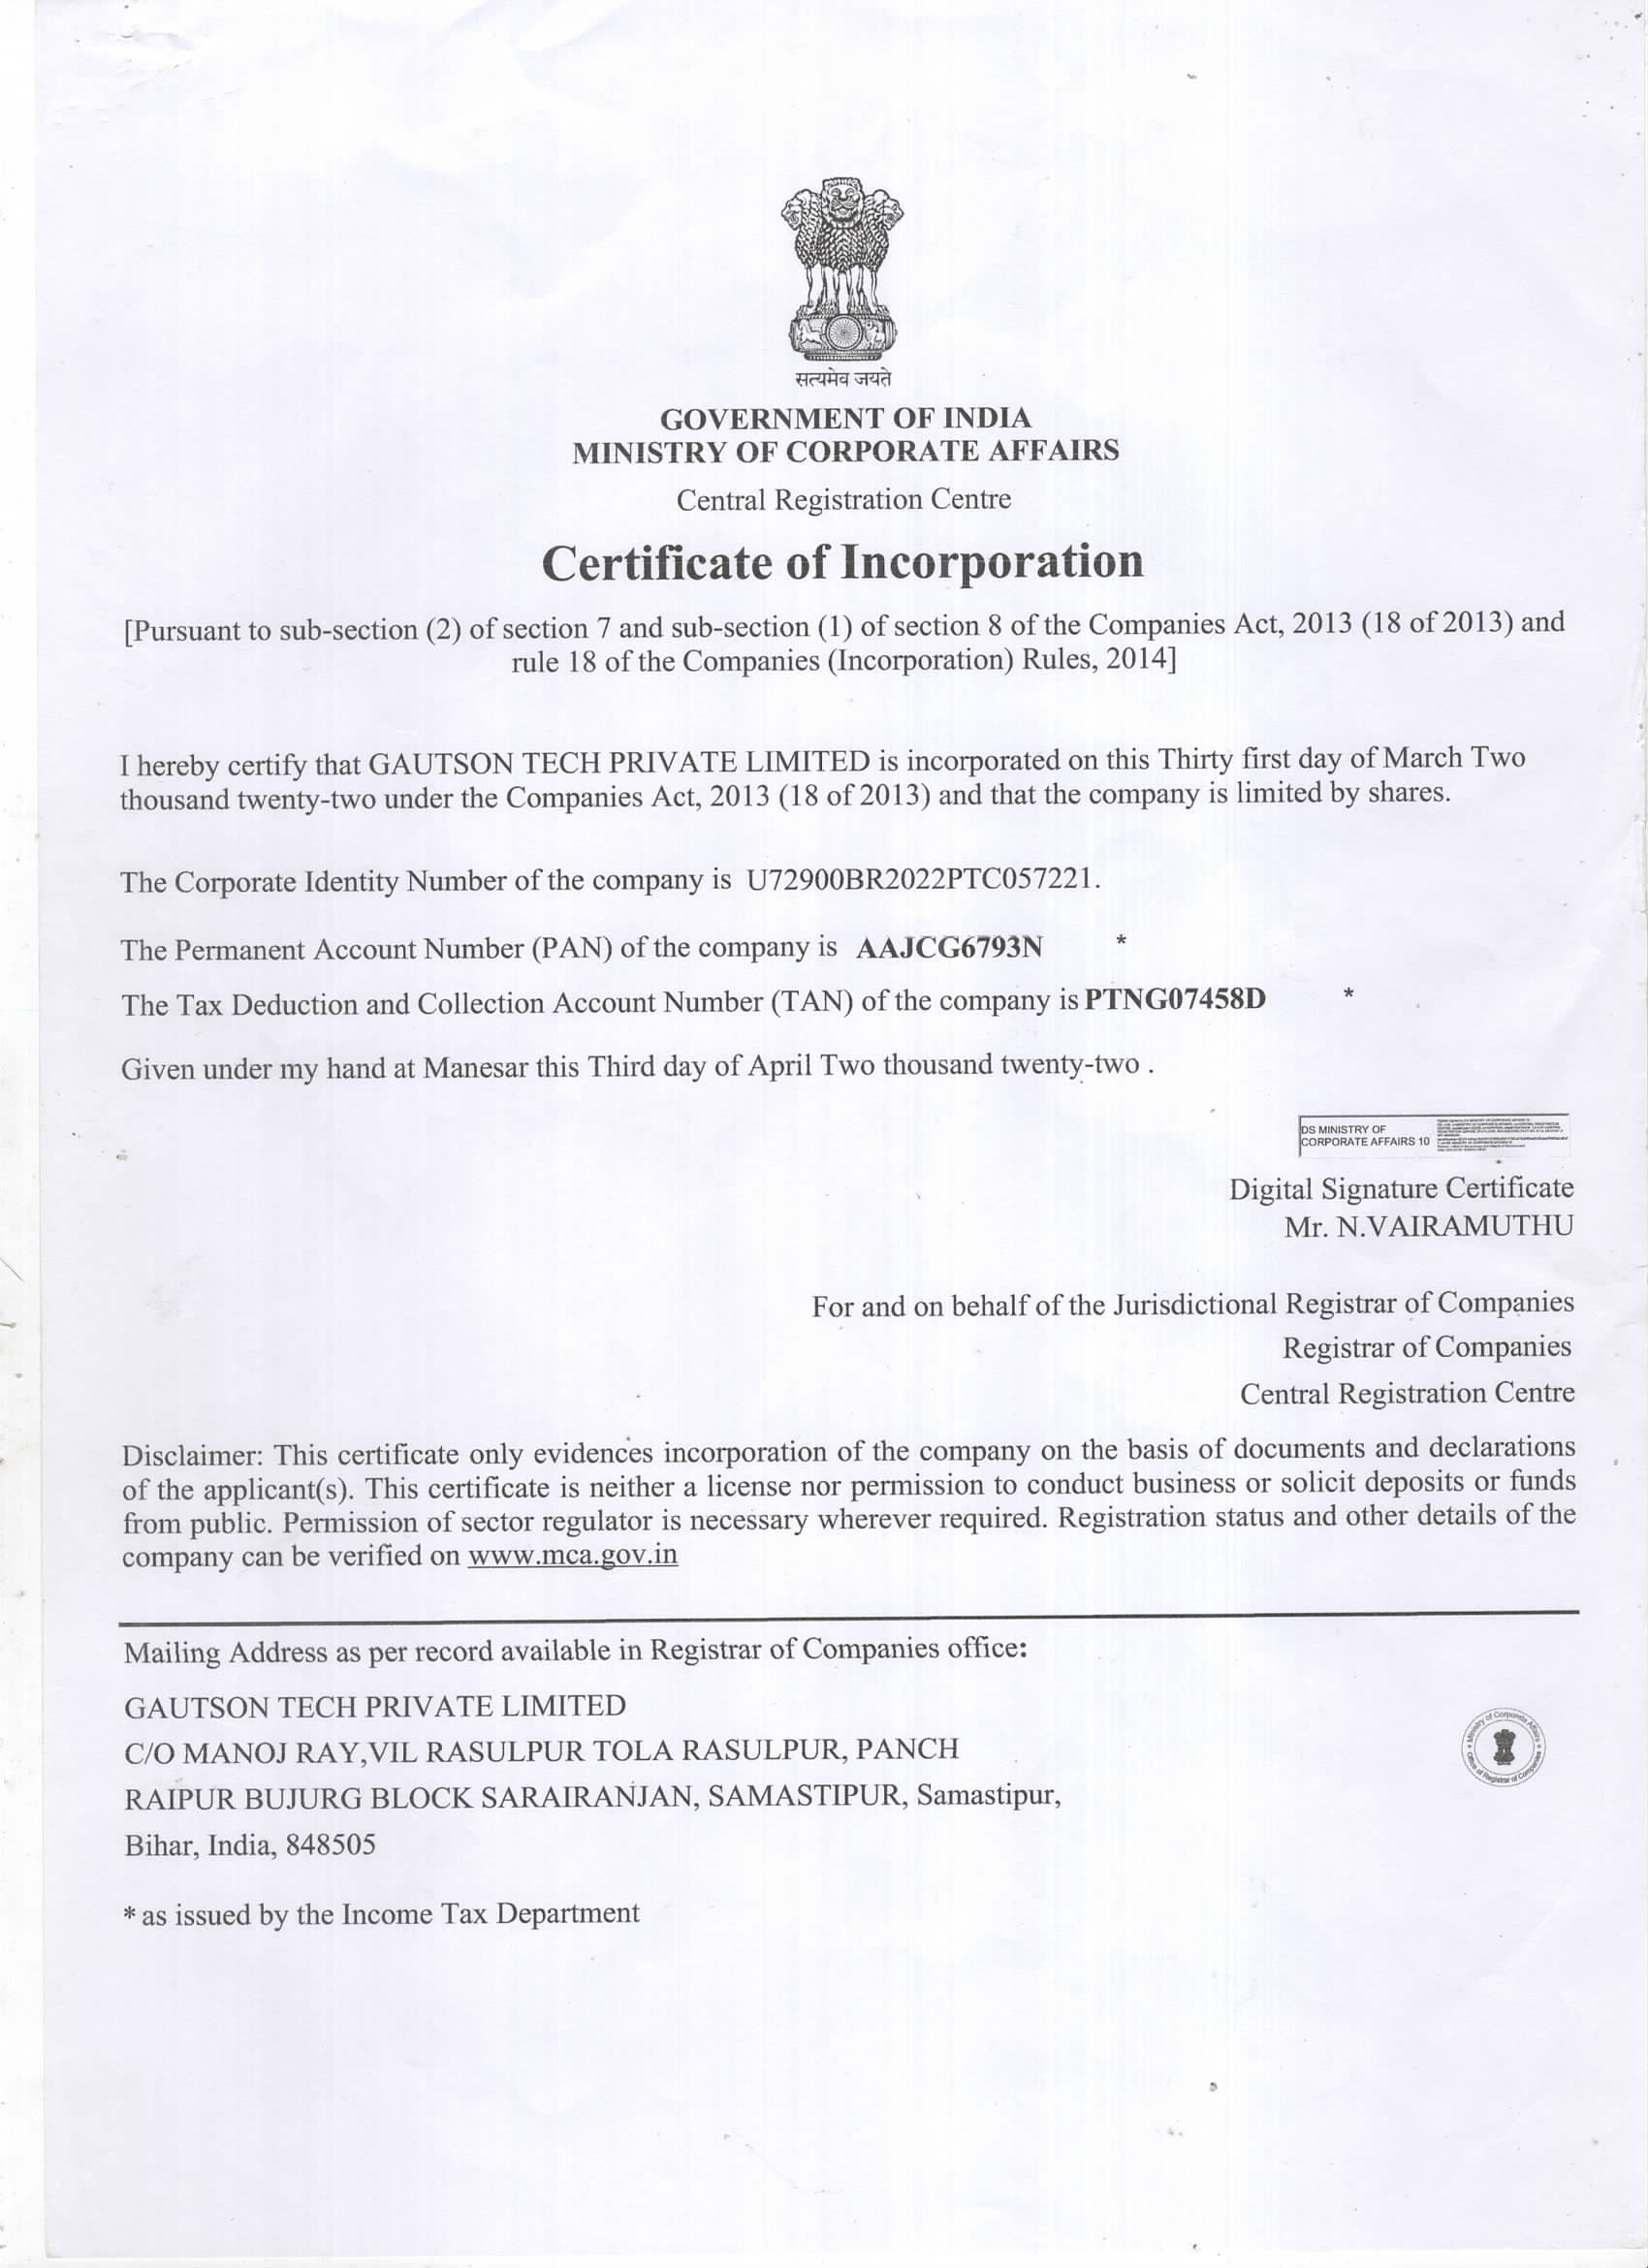 सत्यमेव जयते
GOVERNMENT OF INDIA
MINISTRY OF CORPORATE AFFAIRS
Central Registration Centre
Certificate of Incorporation
[Pursuant to sub-section (2) of section 7 and sub-section (1) of section 8 of the Companies Act, 2013 (18 of 2013) and
rule 18 of the Companies (Incorporation) Rules, 2014]
I hereby certify that GAUTSON TECH PRIVATE LIMITED is incorporated on this Thirty first day of March Two
thousand twenty-two under the Companies Act, 2013 (18 of 2013) and that the company is limited by shares.
The Corporate Identity Number of the company is U72900BR2022PTC057221.
The Permanent Account Number (PAN) of the company is AAJCG6793N *
The Tax Deduction and Collection Account Number (TAN) of the company is PTNG07458D *
Given under my hand at Manesar this Third day of April Two thousand twenty-two .
DS MINISTRY OF
CORPORATE AFFAIRS 10
Digital Signature Certificate
Mr. N.VAIRAMUTHU
For and on behalf of the Jurisdictional Registrar of Companies
Registrar of Companies
Central Registration Centre
Disclaimer: This certificate only evidences incorporation of the company on the basis of documents and declarations
of the applicant(s). This certificate is neither a license nor permission to conduct business or solicit deposits or funds
from public. Permission of sector regulator is necessary wherever required. Registration status and other details of the
company can be verified on www.mca.gov.in
Mailing Address as per record available in Registrar of Companies office:
GAUTSON TECH PRIVATE LIMITED
C/O MANOJ RAY,VIL RASULPUR TOLA RASULPUR, PANCH
RAIPUR BUJURG BLOCK SARAIRANJAN, SAMASTIPUR, Samastipur,
Bihar, India, 848505
Ministry of Corporate Affairs
Office of Registrar of Companies
* as issued by the Income Tax Department